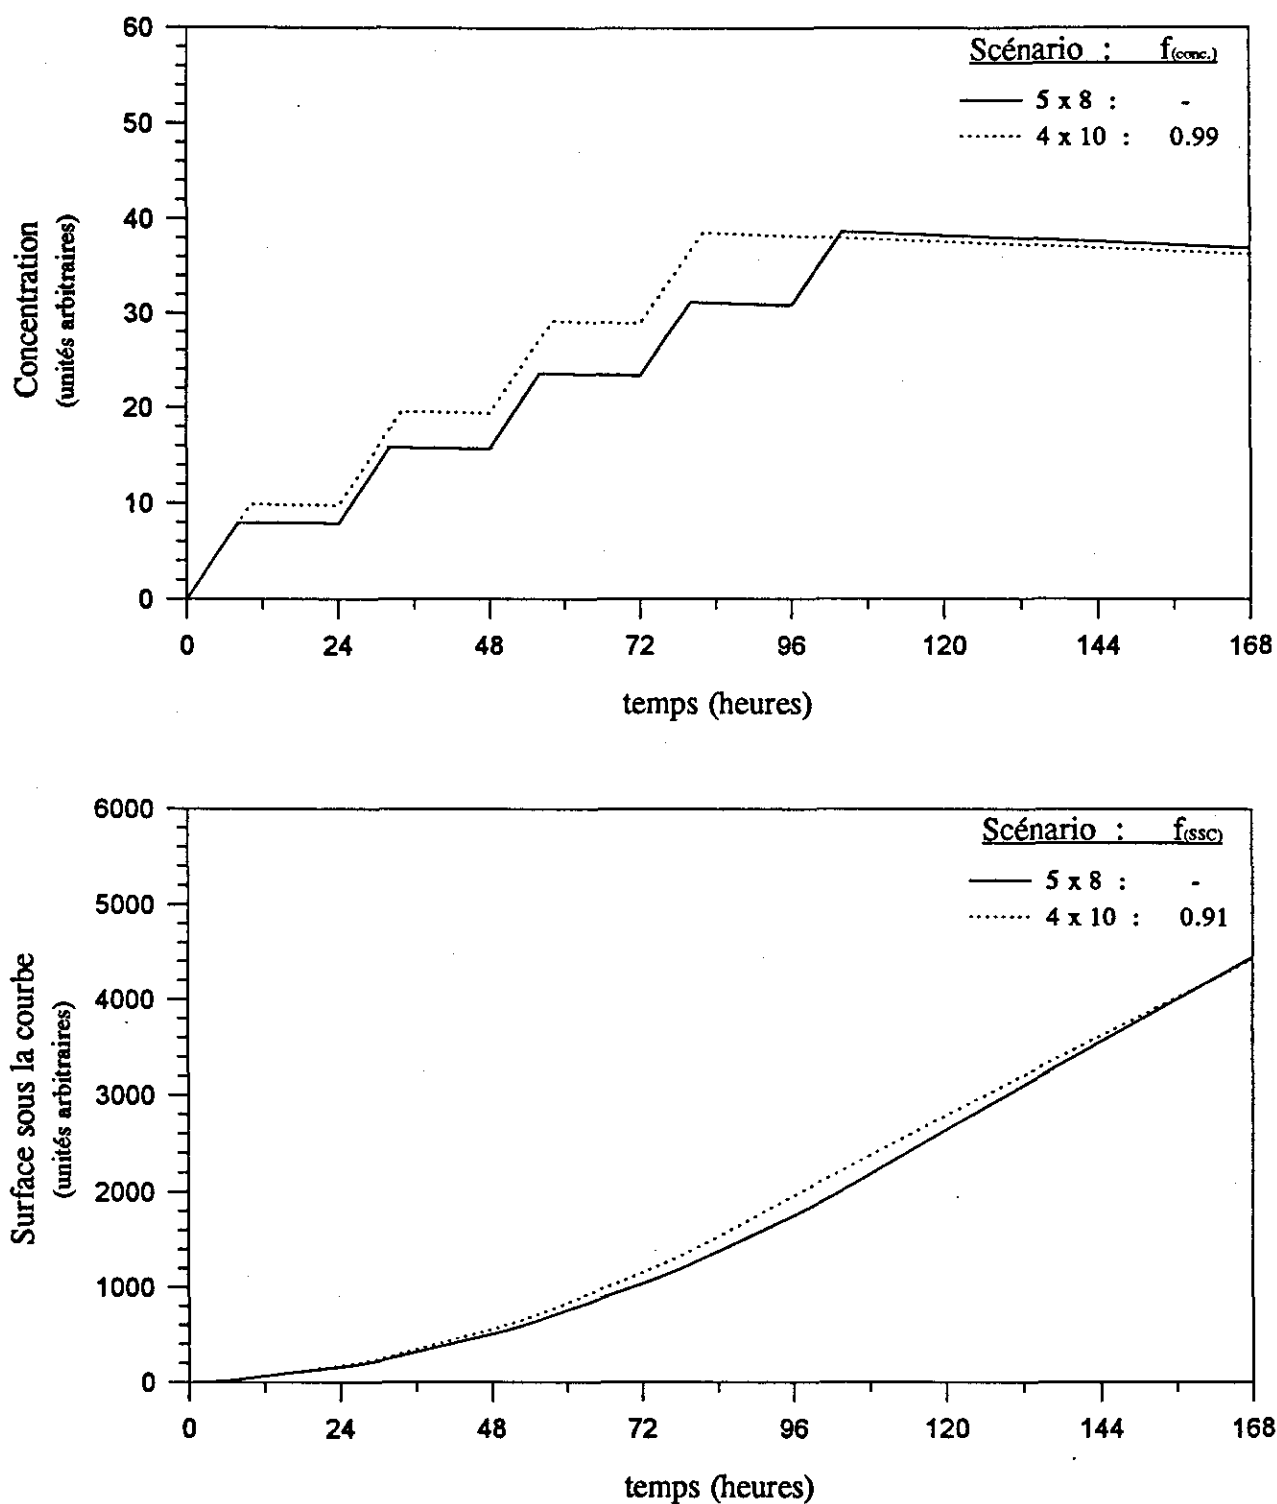 60
50
40
30
20
10
0
Concentration
(unités arbitraires)
Scénario : f(conc.)
5 x 8 : -
4 x 10 : 0.99
0 24 48 72 96 120 144 168
temps (heures)
6000
5000
4000
3000
2000
1000
0
Surface sous la courbe
(unités arbitraires)
Scénario : f(SSC)
5 x 8 : -
4 x 10 : 0.91
0 24 48 72 96 120 144 168
temps (heures)